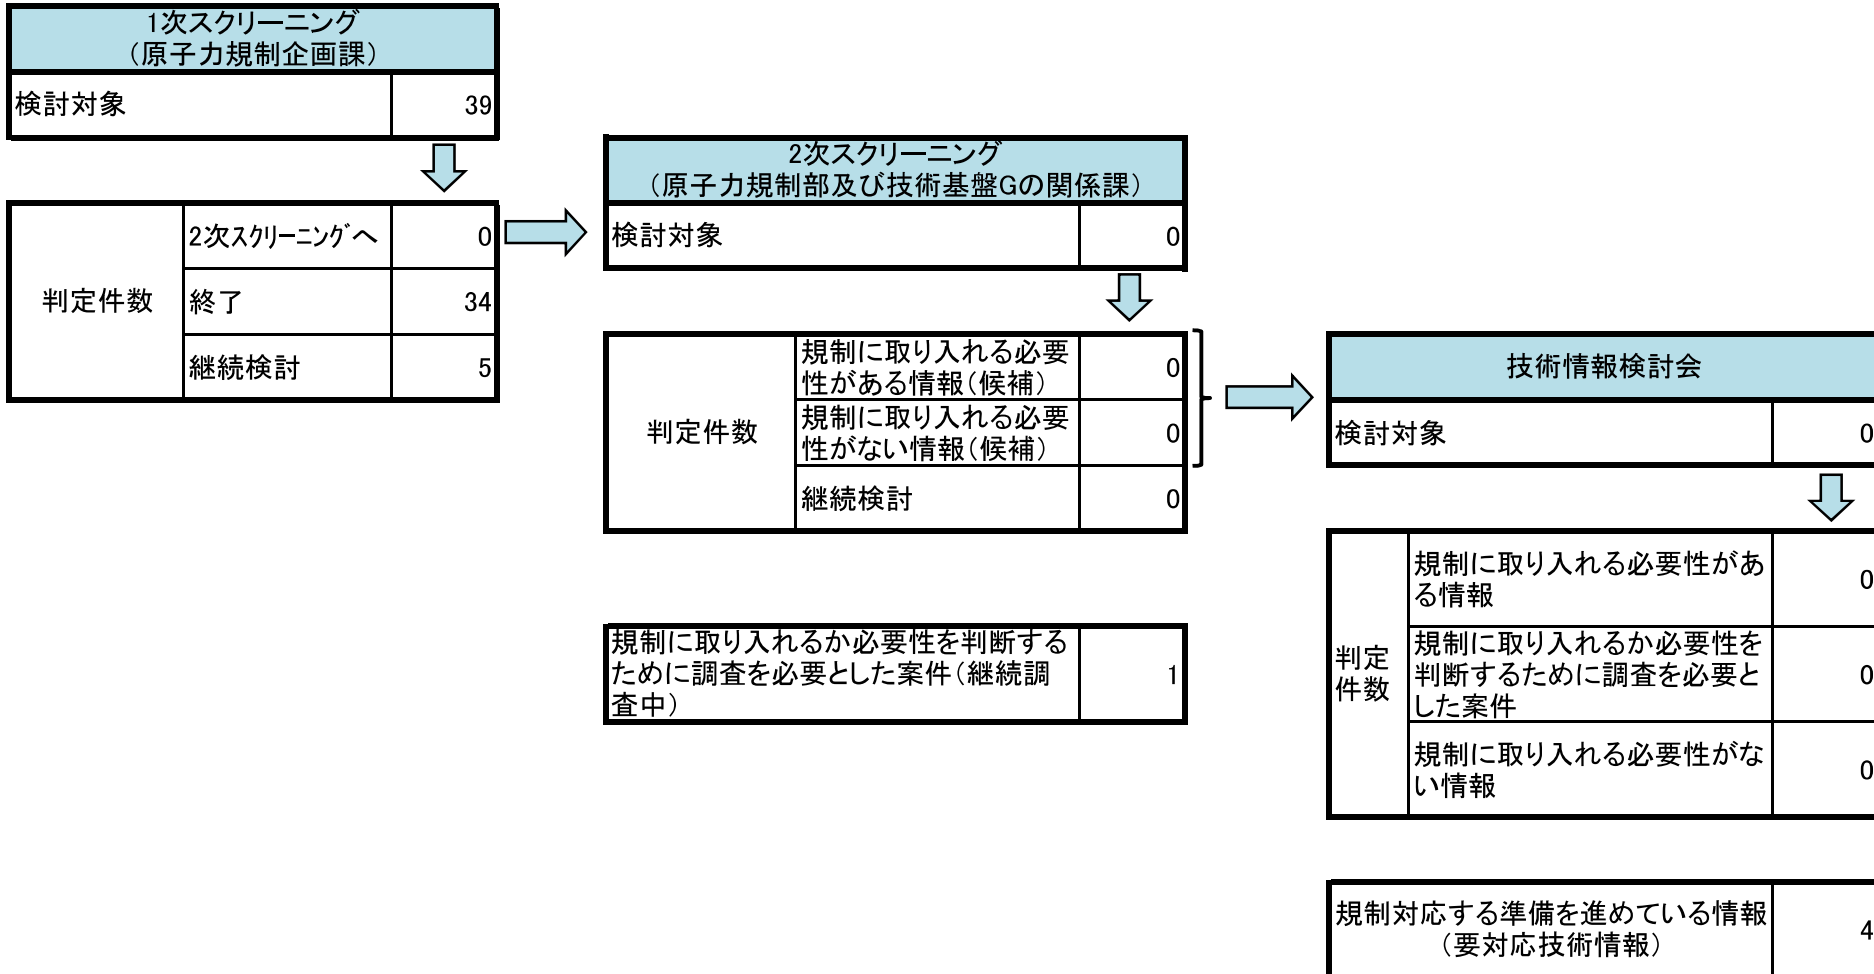 1次スクリーニング
（原子力規制企画課）
検討対象 39
判定件数
2次スクリーニングへ 0
終了 34
継続検討 5
2次スクリーニング
（原子力規制部及び技術基盤Gの関係課）
検討対象 0
判定件数
規制に取り入れる必要
性がある情報（候補） 0
規制に取り入れる必要
性がない情報（候補） 0
継続検討 0
規制に取り入れるか必要性を判断する
ために調査を必要とした案件（継続調
査中） 1
技術情報検討会
検討対象 0
判定
件数
規制に取り入れる必要性があ
る情報 0
規制に取り入れるか必要性を
判断するために調査を必要と
した案件 0
規制に取り入れる必要性がな
い情報 0
規制対応する準備を進めている情報
（要対応技術情報） 4